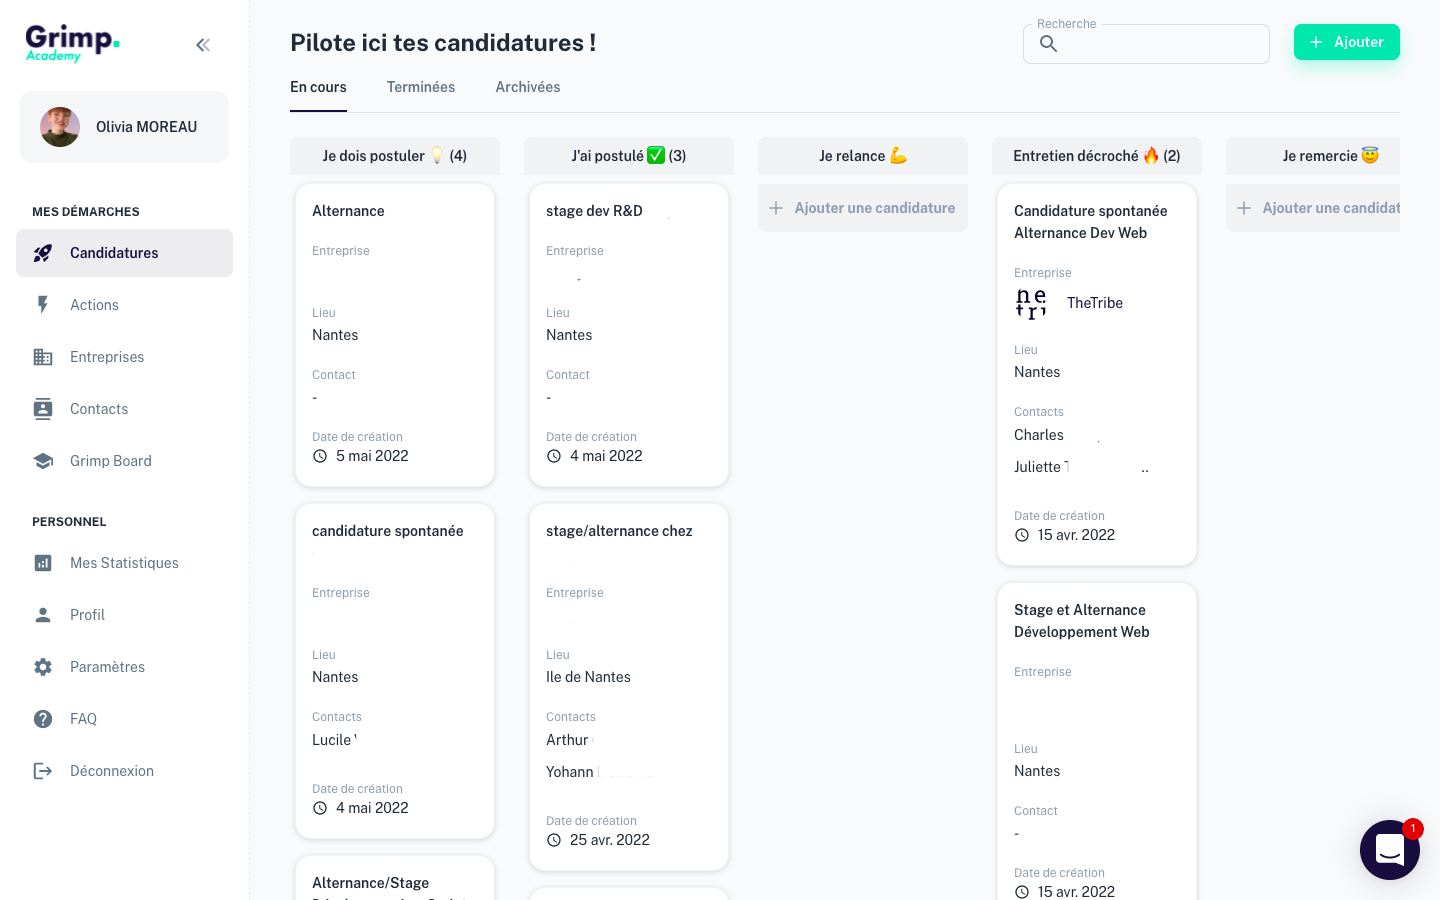 Grimp.
Academy
Olivia MOREAU
MES DÉMARCHES
Candidatures
Actions
Entreprises
Contacts
Grimp Board
PERSONNEL
Mes Statistiques
Profil
Paramètres
FAQ
Déconnexion
Pilote ici tes candidatures !
Recherche
Ajouter
En cours
Terminées
Archivées
Je dois postuler 💡 (4)
Alternance
Entreprise
Lieu
Nantes
Contact
-
Date de création
5 mai 2022
candidature spontanée
Entreprise
Lieu
Nantes
Contacts
Lucile
Date de création
4 mai 2022
Alternance/Stage
J'ai postulé ✅ (3)
stage dev R&D
Entreprise
-
Lieu
Nantes
Contact
-
Date de création
4 mai 2022
stage/alternance chez
Entreprise
Lieu
Ile de Nantes
Contacts
Arthur
Yohann
Date de création
25 avr. 2022
Je relance 💪
Ajouter une candidature
Entretien décroché 🔥 (2)
Candidature spontanée
Alternance Dev Web
Entreprise
ne
tri
TheTribe
Lieu
Nantes
Contacts
Charles
Juliette
Date de création
15 avr. 2022
Stage et Alternance
Développement Web
Entreprise
Lieu
Nantes
Contact
-
Date de création
15 avr. 2022
Je remercie 😇
Ajouter une candidat
1